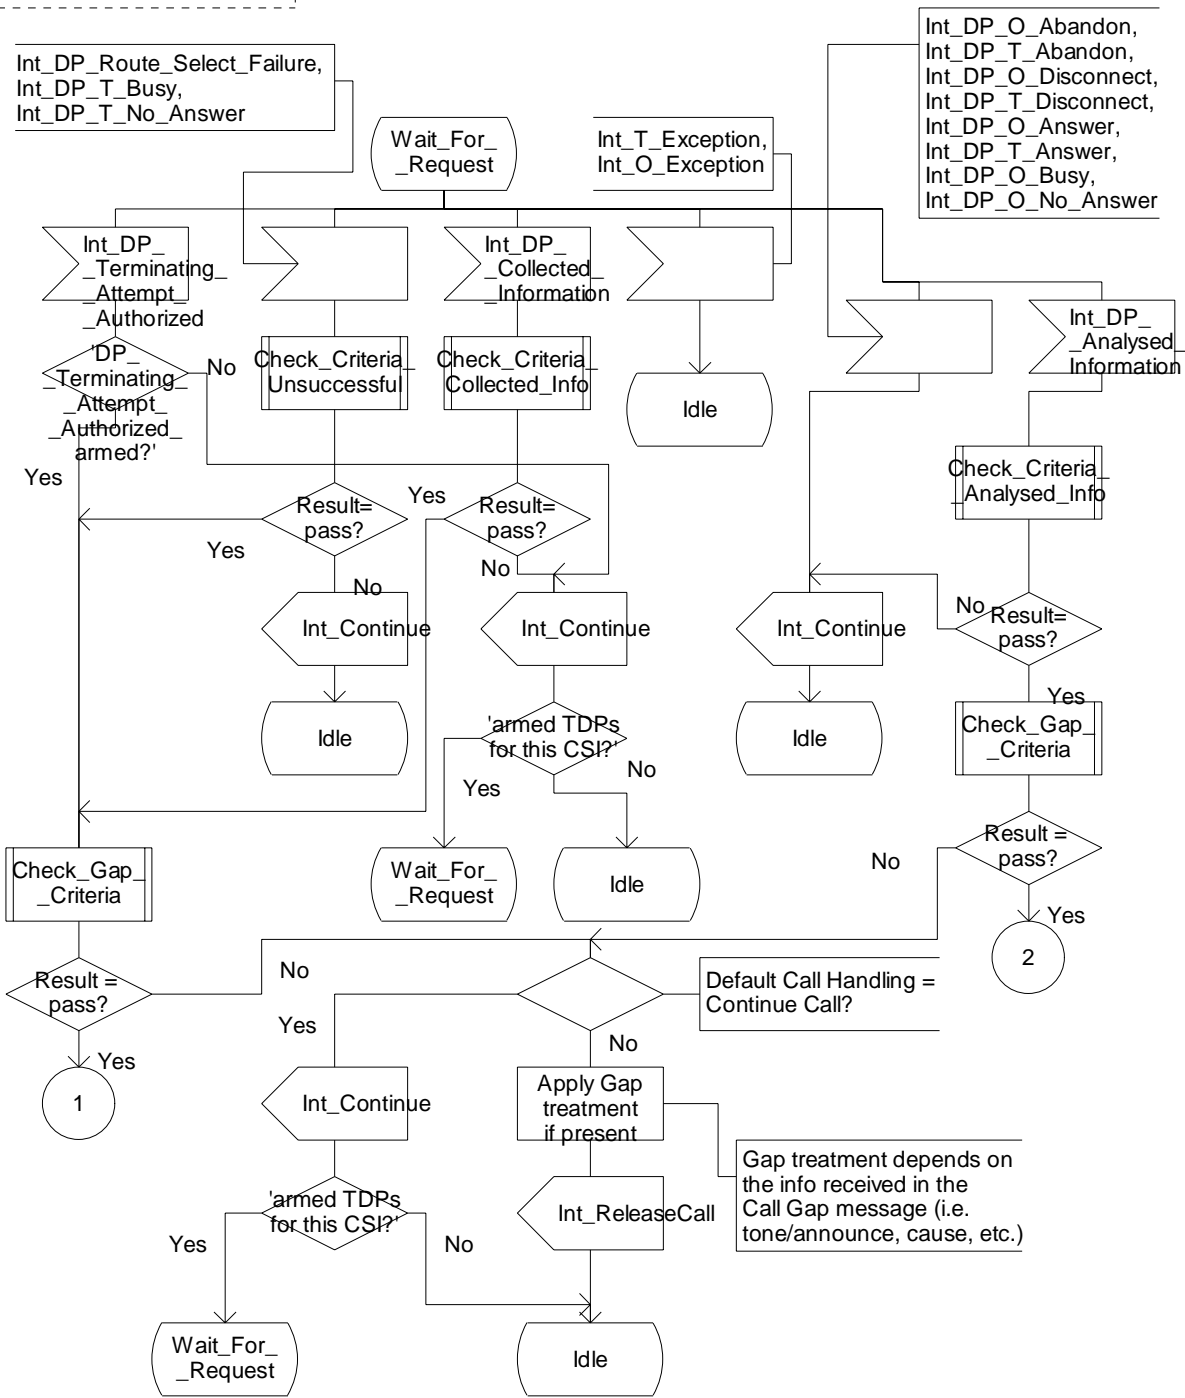 Int_DP_O_Abandon,
Int_DP_T_Abandon,
Int_DP_O_Disconnect,
Int_DP_T_Disconnect,
Int_DP_O_Answer,
Int_DP_T_Answer,
Int_DP_O_Busy,
Int_DP_O_No_Answer
Int_DP_Route_Select_Failure,
Int_DP_T_Busy,
Int_DP_T_No_Answer
Wait_For_
_Request
Int_T_Exception,
Int_O_Exception
Int_DP_
_Terminating_
_Attempt_
_Authorized
Int_DP_
_Collected_
_Information
Int_DP_
_Analysed_
_Information
'DP_
_Terminating_
_Attempt_
_Authorized_
armed?'
No
Yes
Check_Criteria_
_Unsuccessful
Check_Criteria_
_Collected_Info
Idle
Check_Criteria_
_Analysed_Info
Result=
pass?
Yes
No
Result=
pass?
Yes
No
Int_Continue
Int_Continue
Int_Continue
Result=
pass?
No
Yes
Idle
'armed TDPs
for this CSI?'
Yes
No
Idle
Check_Gap_
_Criteria
Wait_For_
_Request
Idle
Result =
pass?
No
Yes
2
Check_Gap_
_Criteria
Result =
pass?
No
Yes
1
Default Call Handling =
Continue Call?
Yes
No
Int_Continue
Apply Gap
treatment
if present
Gap treatment depends on
the info received in the
Call Gap message (i.e.
tone/announce, cause, etc.)
'armed TDPs
for this CSI?'
Yes
No
Int_ReleaseCall
Wait_For_
_Request
Idle